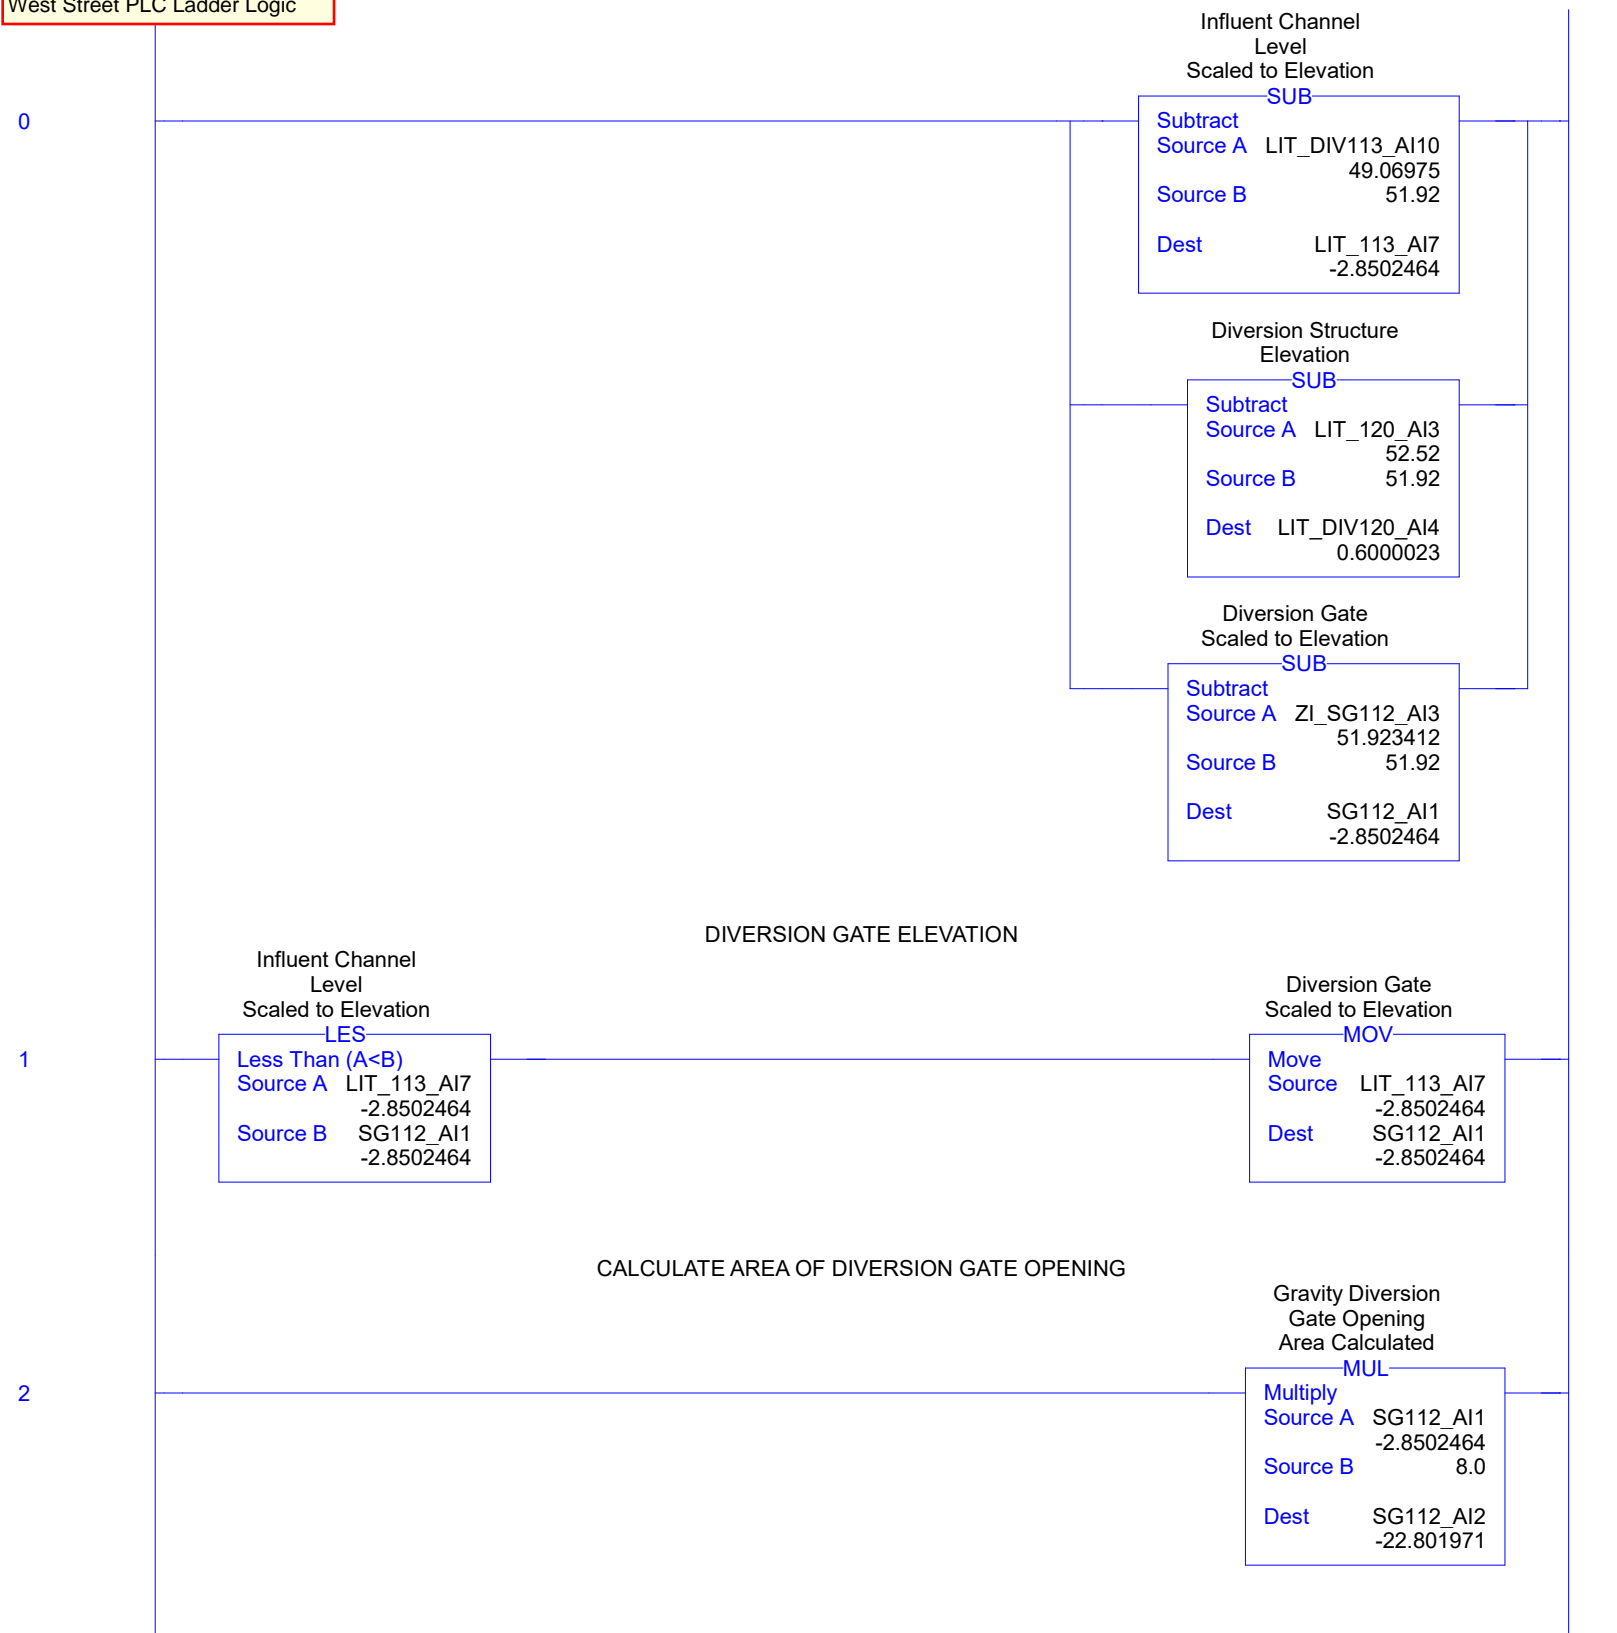 West Street PLC Ladder Logic
0
Influent Channel
Level
Scaled to Elevation
SUB
Subtract
Source A LIT_DIV113_AI10
49.06975
Source B 51.92
Dest LIT_113_AI7
-2.8502464
Diversion Structure
Elevation
SUB
Subtract
Source A LIT_120_AI3
52.52
Source B 51.92
Dest LIT_DIV120_AI4
0.6000023
Diversion Gate
Scaled to Elevation
SUB
Subtract
Source A ZI_SG112_AI3
51.923412
Source B 51.92
Dest SG112_AI1
-2.8502464
DIVERSION GATE ELEVATION
1
Influent Channel
Level
Scaled to Elevation
LES
Less Than (A<B)
Source A LIT_113_AI7
-2.8502464
Source B SG112_AI1
-2.8502464
Diversion Gate
Scaled to Elevation
MOV
Move
Source LIT_113_AI7
-2.8502464
Dest SG112_AI1
-2.8502464
CALCULATE AREA OF DIVERSION GATE OPENING
2
Gravity Diversion
Gate Opening
Area Calculated
MUL
Multiply
Source A SG112_AI1
-2.8502464
Source B 8.0
Dest SG112_AI2
-22.801971